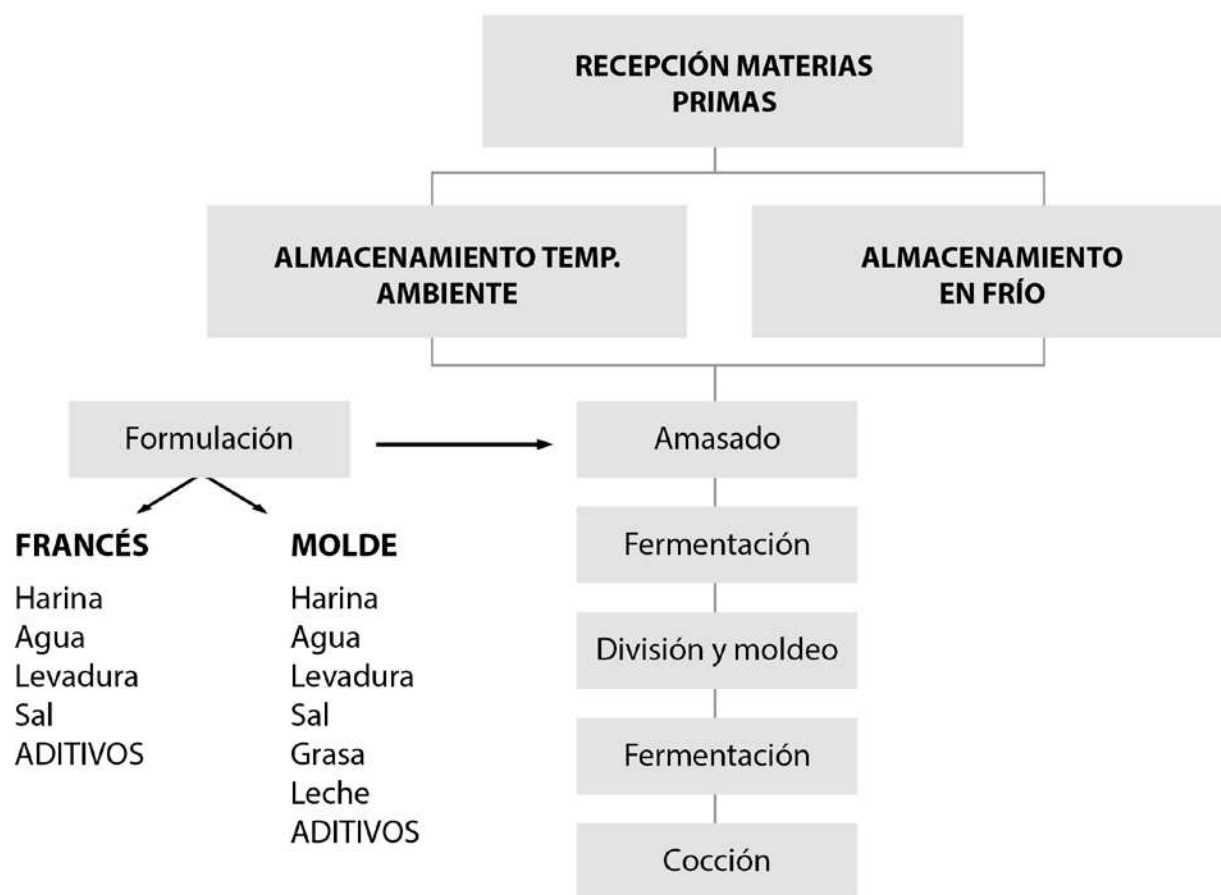 RECEPCIÓN MATERIAS
PRIMAS
ALMACENAMIENTO TEMP.
AMBIENTE
ALMACENAMIENTO
EN FRÍO
Formulación
Amasado
FRANCÉS
Harina
Agua
Levadura
Sal
ADITIVOS
MOLDE
Harina
Agua
Levadura
Sal
Grasa
Leche
ADITIVOS
Fermentación
División y moldeo
Fermentación
Cocción